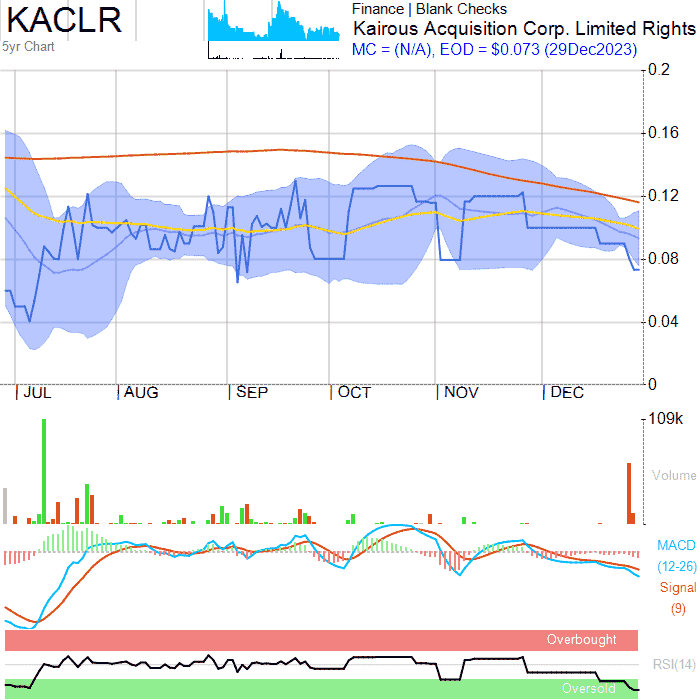 KACLR
5yr Chart
Finance | Blank Checks
Kairous Acquisition Corp. Limited Rights
MC = (N/A), EOD = $0.073 (29Dec2023)
0.2
0.16
0.12
0.08
0.04
0
JUL AUG SEP OCT NOV DEC
109k
Volume
MACD
(12-26)
Signal
(9)
Overbought
RSI(14)
Oversold